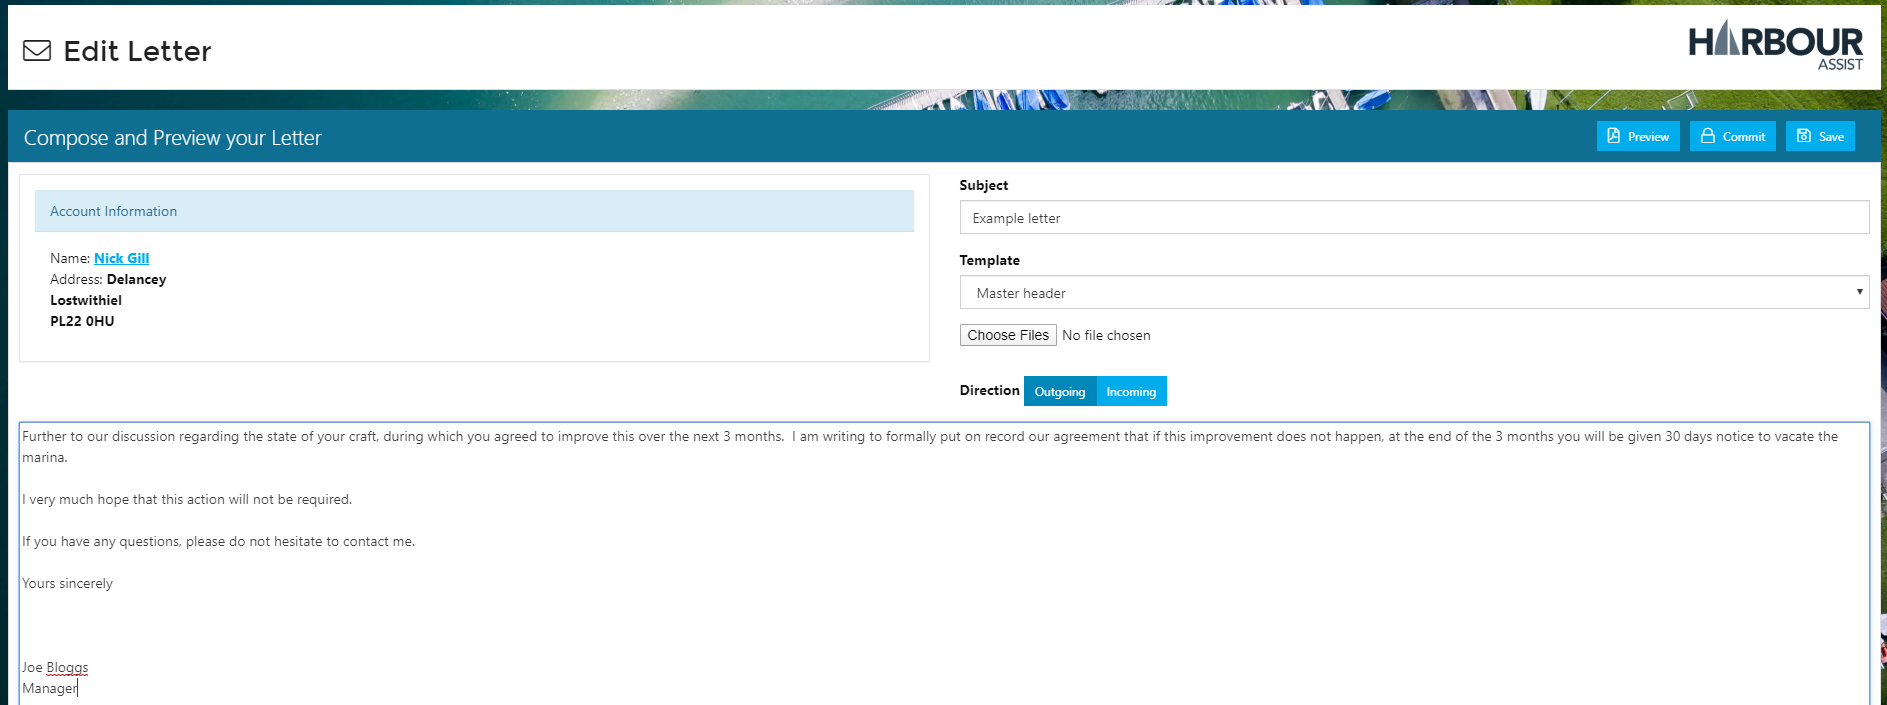 Edit Letter
HARBOUR
ASSIST
Compose and Preview your Letter
Preview
Commit
Save
Account Information
Name: Nick Gill
Address: Delancey
Lostwithiel
PL22 0HU
Subject
Example letter
Template
Master header
Choose Files No file chosen
Direction Outgoing Incoming
Further to our discussion regarding the state of your craft, during which you agreed to improve this over the next 3 months.  I am writing to formally put on record our agreement that if this improvement does not happen, at the end of the 3 months you will be given 30 days notice to vacate the
marina.
I very much hope that this action will not be required.
If you have any questions, please do not hesitate to contact me.
Yours sincerely
Joe Bloggs
Manager